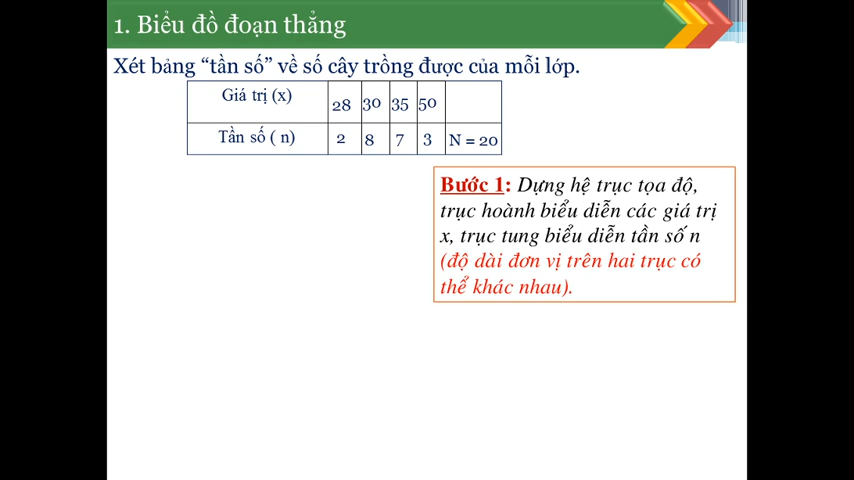 1. Biểu đồ đoạn thẳng
Xét bảng “tần số” về số cây trồng được của mỗi lớp.
Giá trị (x) 28 30 35 50
Tần số ( n) 2 8 7 3 N = 20
Bước 1: Dựng hệ trục tọa độ,
trục hoành biểu diễn các giá trị
x, trục tung biểu diễn tần số n
(độ dài đơn vị trên hai trục có
thể khác nhau).